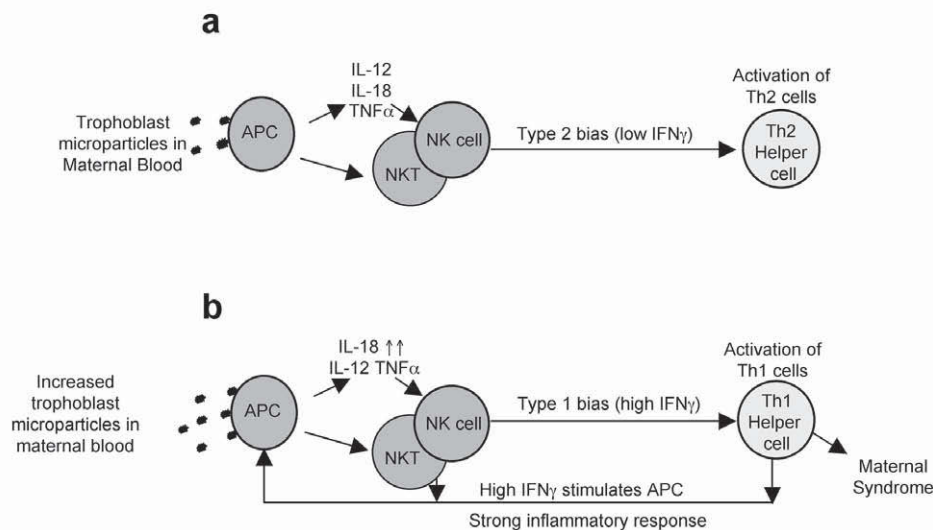 a
IL-12
IL-18
TNFα
Trophoblast
microparticles in
Maternal Blood
APC
NK cell
NKT
Type 2 bias (low IFNγ)
Activation of
Th2 cells
Th2
Helper
cell
b
IL-18 ↑↑
IL-12 TNFα
Increased
trophoblast
microparticles in
maternal blood
APC
NK cell
NKT
Type 1 bias (high IFNγ)
Activation of
Th1 cells
Th1
Helper
cell
Maternal
Syndrome
High IFNγ stimulates APC
Strong inflammatory response